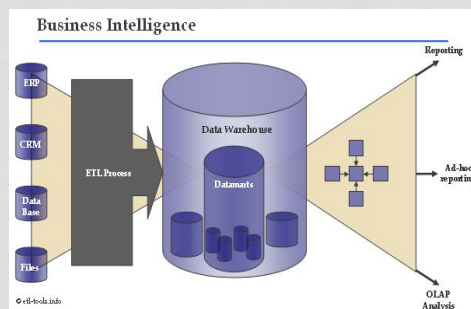 Business Intelligence
Reporting
ERP
CRM
Data
Base
Files
ETL Process
Data Warehouse
Datamarts
Ad-hoc
reporting
OLAP
Analysis
© etl-tools.info